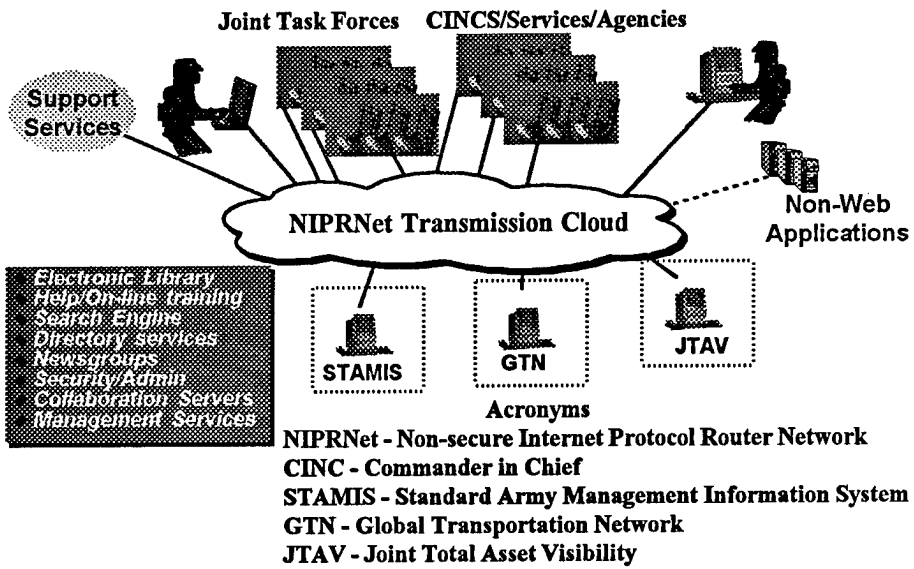 Joint Task Forces
CINCS/Services/Agencies
Support
Services
NIPRNet Transmission Cloud
Non-Web
Applications
Electronic Library
Help/On-line training
Search Engine
Directory services
Newsgroups
Security/Admin
Collaboration Servers
Management Services
STAMIS
GTN
JTAV
Acronyms
NIPRNet - Non-secure Internet Protocol Router Network
CINC - Commander in Chief
STAMIS - Standard Army Management Information System
GTN - Global Transportation Network
JTAV - Joint Total Asset Visibility